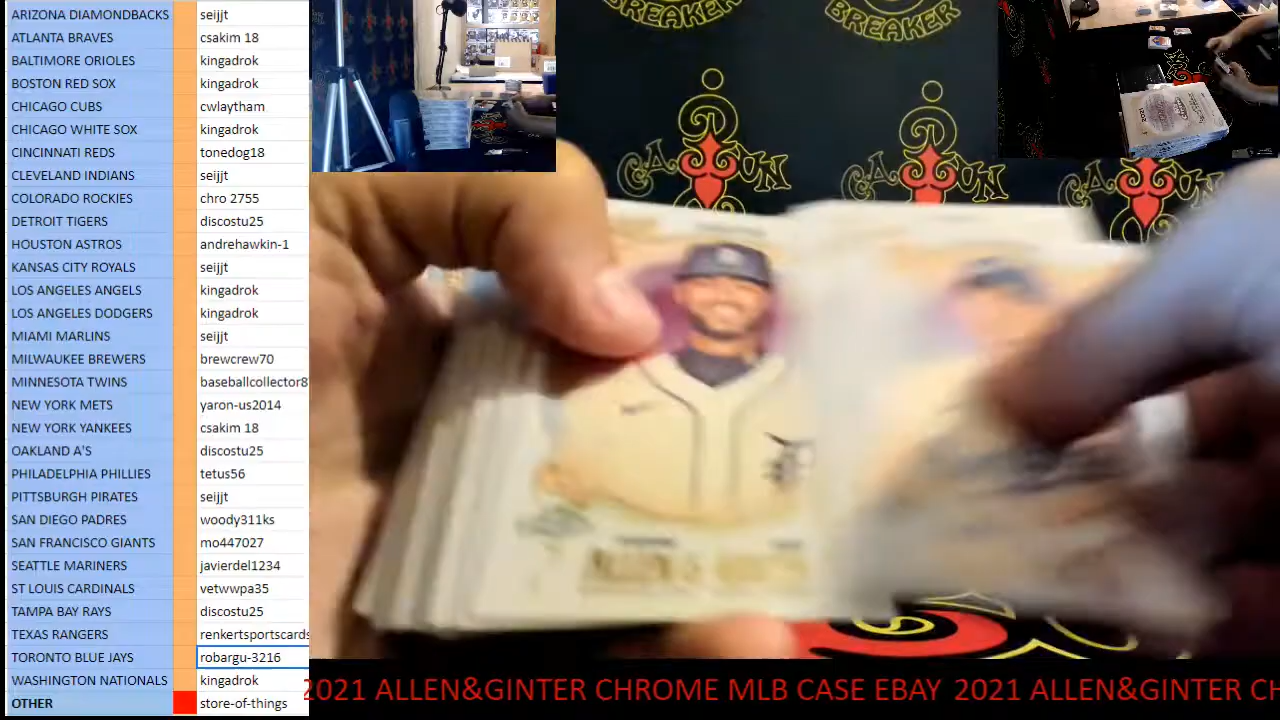 ARIZONA DIAMONDBACKS seijjt
ATLANTA BRAVES csakim 18
BALTIMORE ORIOLES kingadrok
BOSTON RED SOX kingadrok
CHICAGO CUBS cwlaytham
CHICAGO WHITE SOX kingadrok
CINCINNATI REDS tonedog18
CLEVELAND INDIANS seijjt
COLORADO ROCKIES chro 2755
DETROIT TIGERS discostu25
HOUSTON ASTROS andrehawkin-1
KANSAS CITY ROYALS seijjt
LOS ANGELES ANGELS kingadrok
LOS ANGELES DODGERS kingadrok
MIAMI MARLINS seijjt
MILWAUKEE BREWERS brewcrew70
MINNESOTA TWINS baseballcollector8
NEW YORK METS yaron-us2014
NEW YORK YANKEES csakim 18
OAKLAND A'S discostu25
PHILADELPHIA PHILLIES tetus56
PITTSBURGH PIRATES seijjt
SAN DIEGO PADRES woody311ks
SAN FRANCISCO GIANTS mo447027
SEATTLE MARINERS javierdel1234
ST LOUIS CARDINALS vetwwpa35
TAMPA BAY RAYS discostu25
TEXAS RANGERS renkertsportscards
TORONTO BLUE JAYS robargu-3216
WASHINGTON NATIONALS kingadrok
OTHER store-of-things
BREAKER
BREAKER
CAJUN
CAJUN
ALLEN & GINTER
2021 ALLEN&GINTER CHROME MLB CASE EBAY 2021 ALLEN&GINTER CH